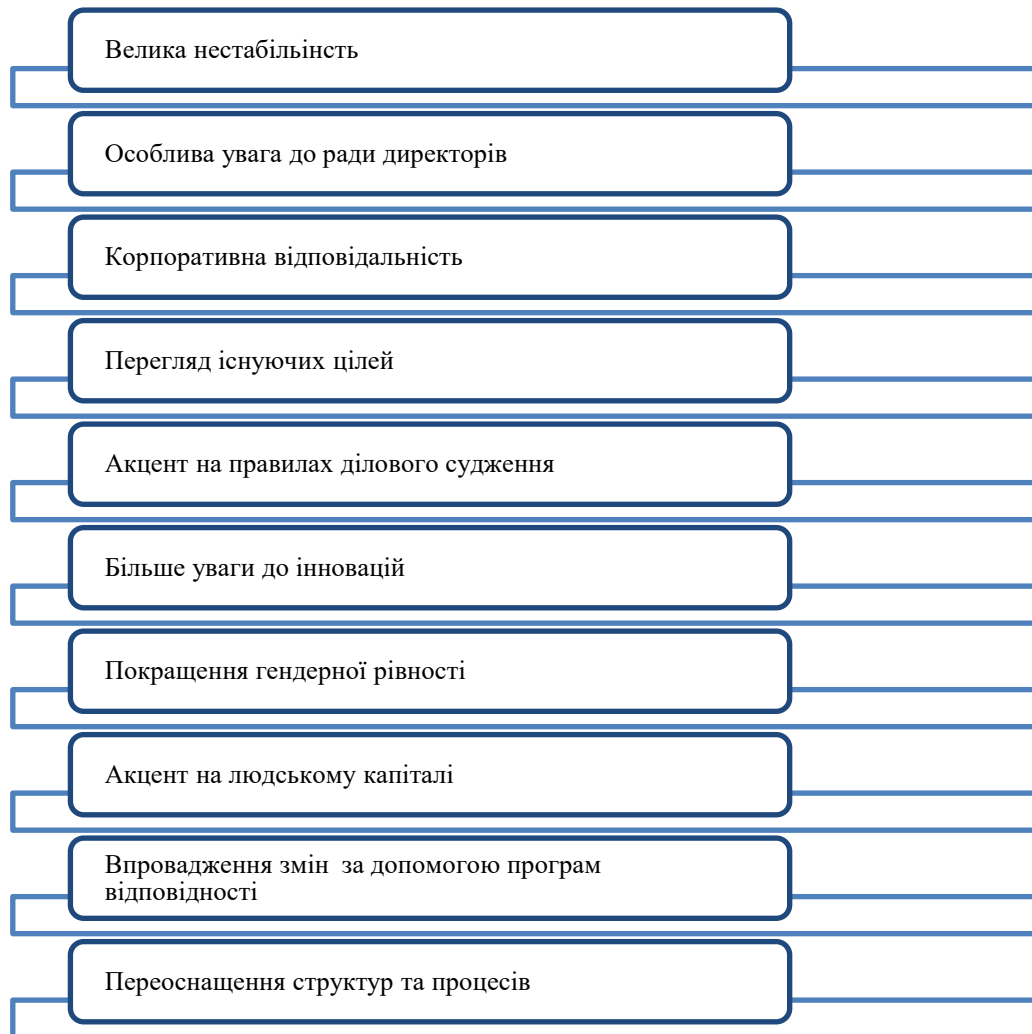 Велика нестабільінсть
Особлива увага до ради директорів
Корпоративна відповідальність
Перегляд існуючих цілей
Акцент на правилах ділового судження
Більше уваги до інновацій
Покращення гендерної рівності
Акцент на людському капіталі
Впровадження змін  за допомогою програм
відповідності
Переоснащення структур та процесів